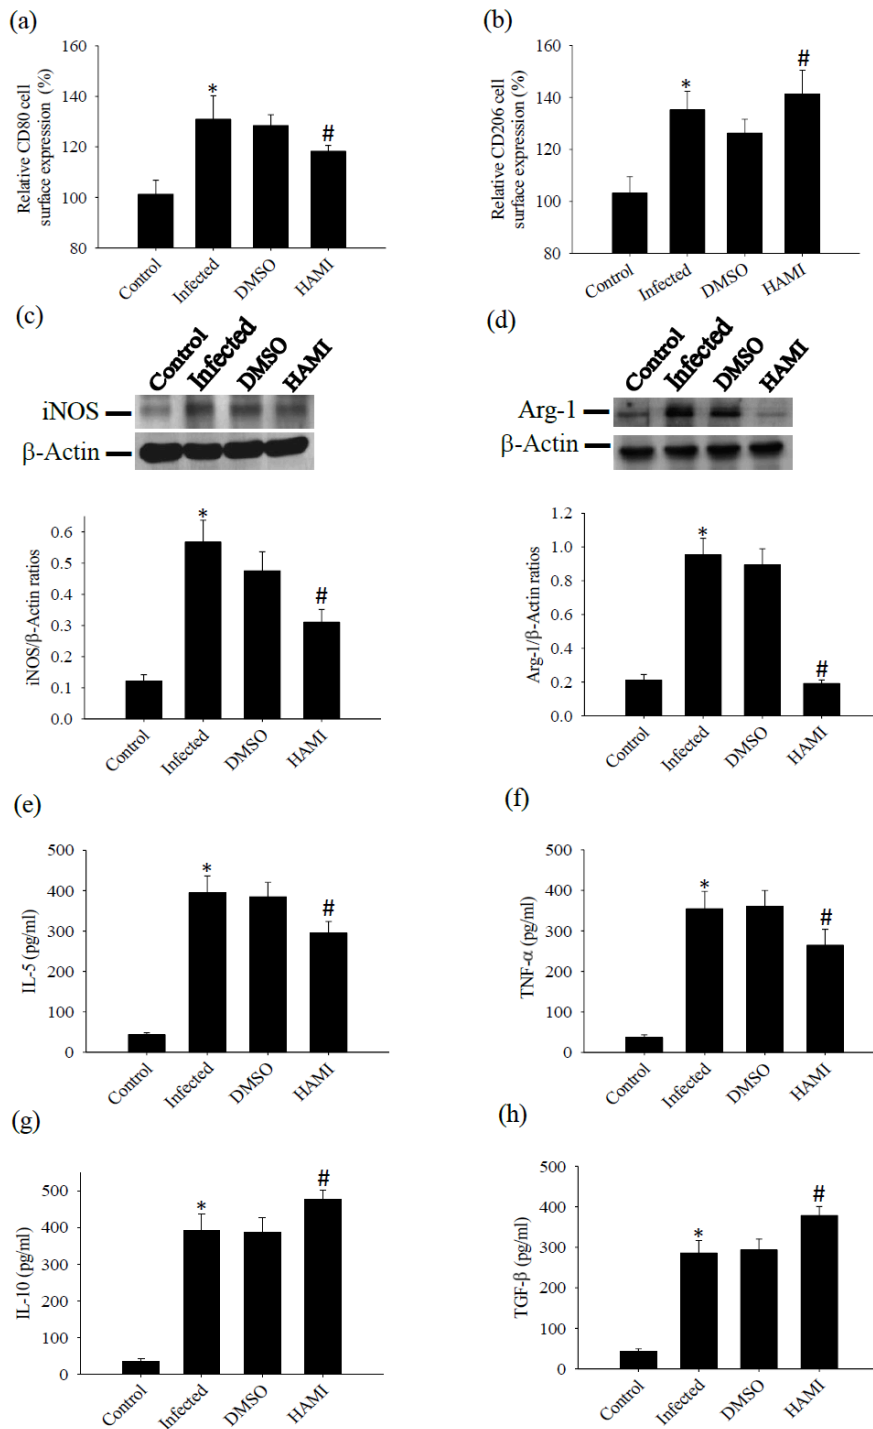 (a)
Relative CD80 cell
surface expression (%)
160
140
120
100
80
*
#
Control
Infected
DMSO
HAMI
(b)
Relative CD206 cell
surface expression (%)
160
140
120
100
80
*
#
Control
Infected
DMSO
HAMI
(c)
Control
Infected
DMSO
HAMI
iNOS
β-Actin
iNOS/β-Actin ratios
0.6
0.5
0.4
0.3
0.2
0.1
0.0
*
#
Control
Infected
DMSO
HAMI
(d)
Control
Infected
DMSO
HAMI
Arg-1
β-Actin
Arg-1/β-Actin ratios
1.2
1.0
0.8
0.6
0.4
0.2
0.0
*
#
Control
Infected
DMSO
HAMI
(e)
IL-5 (pg/ml)
500
400
300
200
100
0
*
#
Control
Infected
DMSO
HAMI
(f)
TNF-α (pg/ml)
500
400
300
200
100
0
*
#
Control
Infected
DMSO
HAMI
(g)
IL-10 (pg/ml)
500
400
300
200
100
0
*
#
Control
Infected
DMSO
HAMI
(h)
TGF-β (pg/ml)
500
400
300
200
100
0
*
#
Control
Infected
DMSO
HAMI